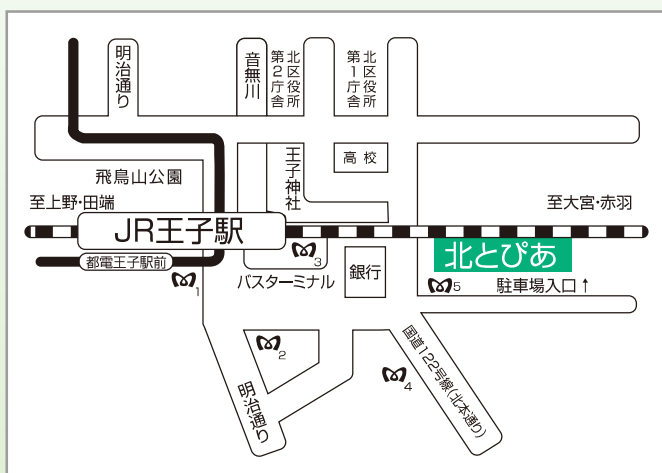 明治通り
音無川
北区役所
第2庁舎
北区役所
第1庁舎
高校
王子神社
飛鳥山公園
至上野・田端
至大宮・赤羽
JR王子駅
北とぴあ
都電王子駅前
1
バスターミナル
3
銀行
5
駐車場入口↑
2
4
明治通り
国道122号線(北本通り)